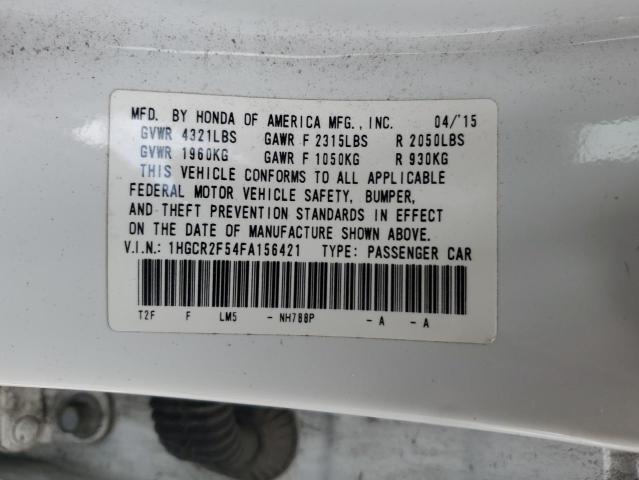 MFD. BY HONDA OF AMERICA MFG., INC. 04/'15
GVWR 4321LBS GAWR F 2315LBS R 2050LBS
GVWR 1960KG GAWR F 1050KG R 930KG
THIS VEHICLE CONFORMS TO ALL APPLICABLE
FEDERAL MOTOR VEHICLE SAFETY, BUMPER,
AND THEFT PREVENTION STANDARDS IN EFFECT
ON THE DATE OF MANUFACTURE SHOWN ABOVE.
V.I.N.: 1HGCR2F54FA156421 TYPE: PASSENGER CAR
T2F F LM5 - NH788P - A - A